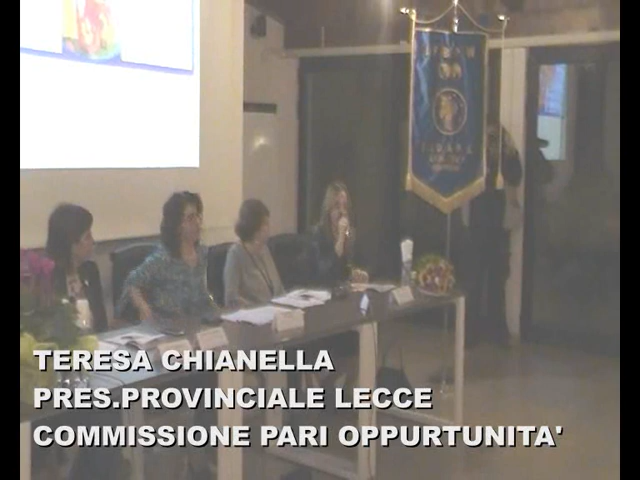 TERESA CHIANELLA
PRES.PROVINCIALE LECCE
COMMISSIONE PARI OPPURTUNITA'